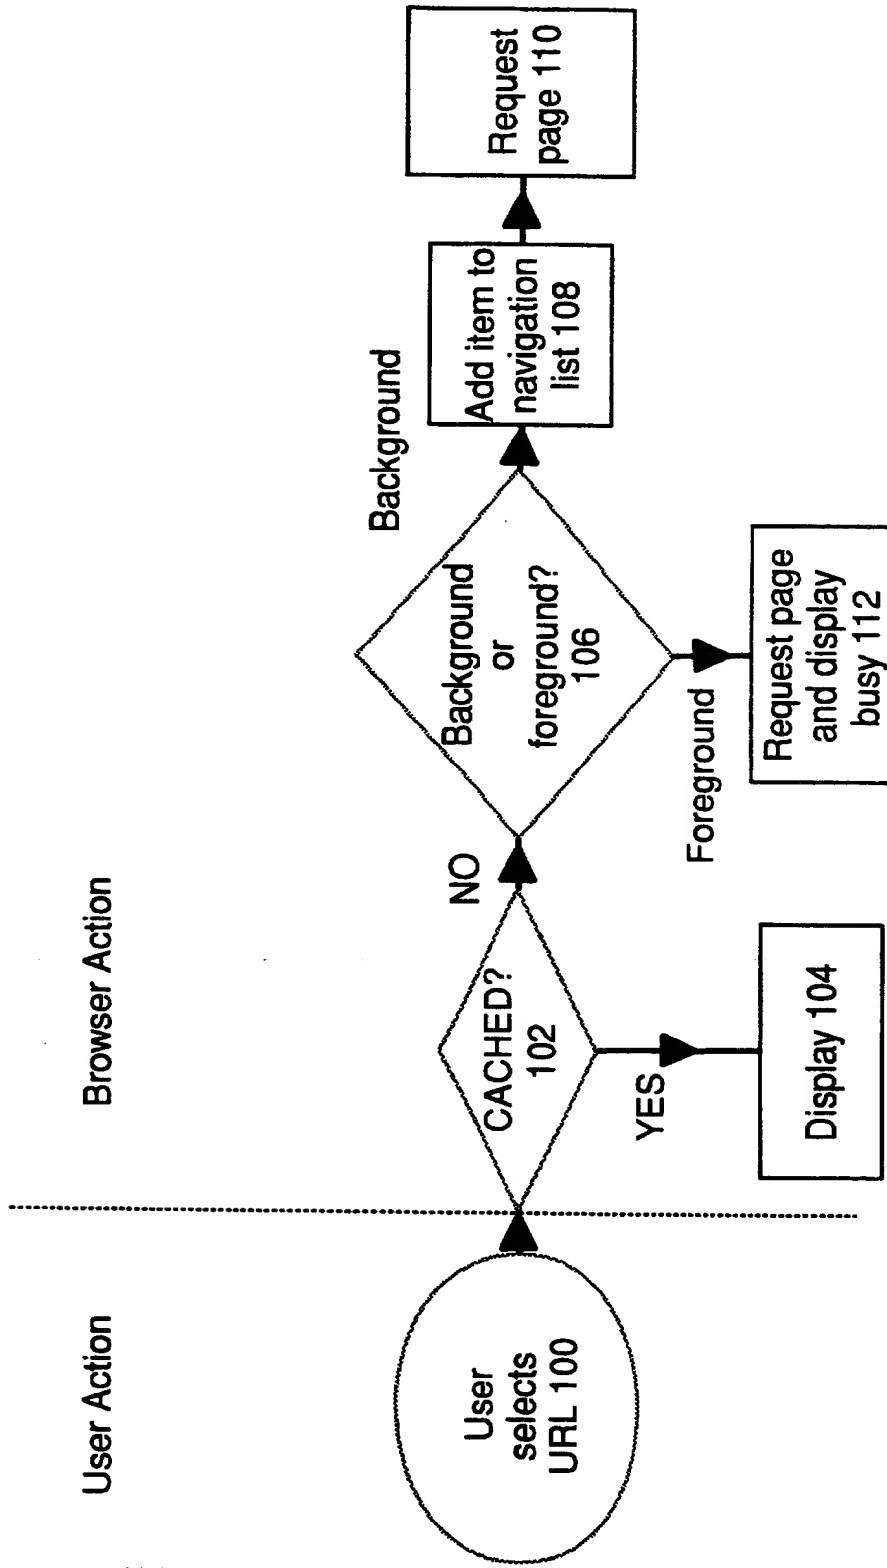 User Action
Browser Action
User
selects
URL 100
CACHED?
102
YES
Display 104
NO
Background
or
foreground?
106
Foreground
Request page
and display
busy 112
Background
Add item to
navigation
list 108
Request
page 110